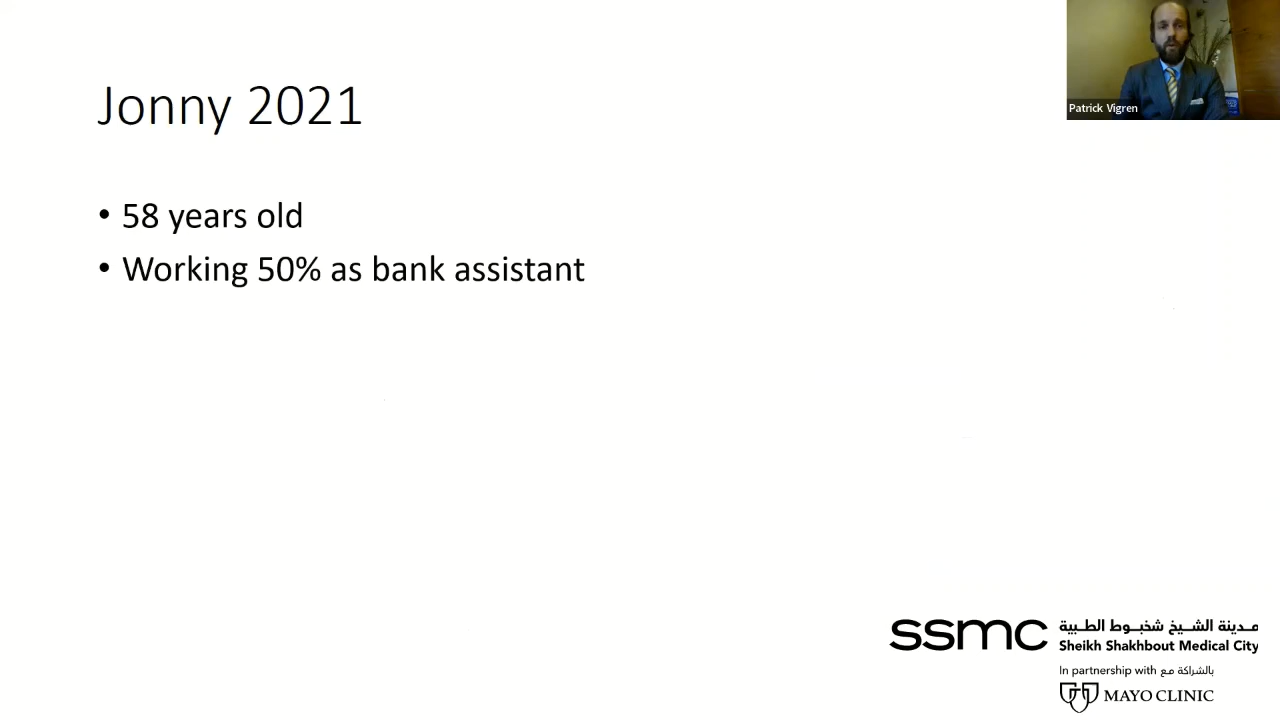 Jonny 2021
• 58 years old
• Working 50% as bank assistant
Patrick Vigren
ssmc
مدينة الشيخ شخبوط الطبية
Sheikh Shakhbout Medical City
In partnership with بالشراكة مع
MAYO CLINIC